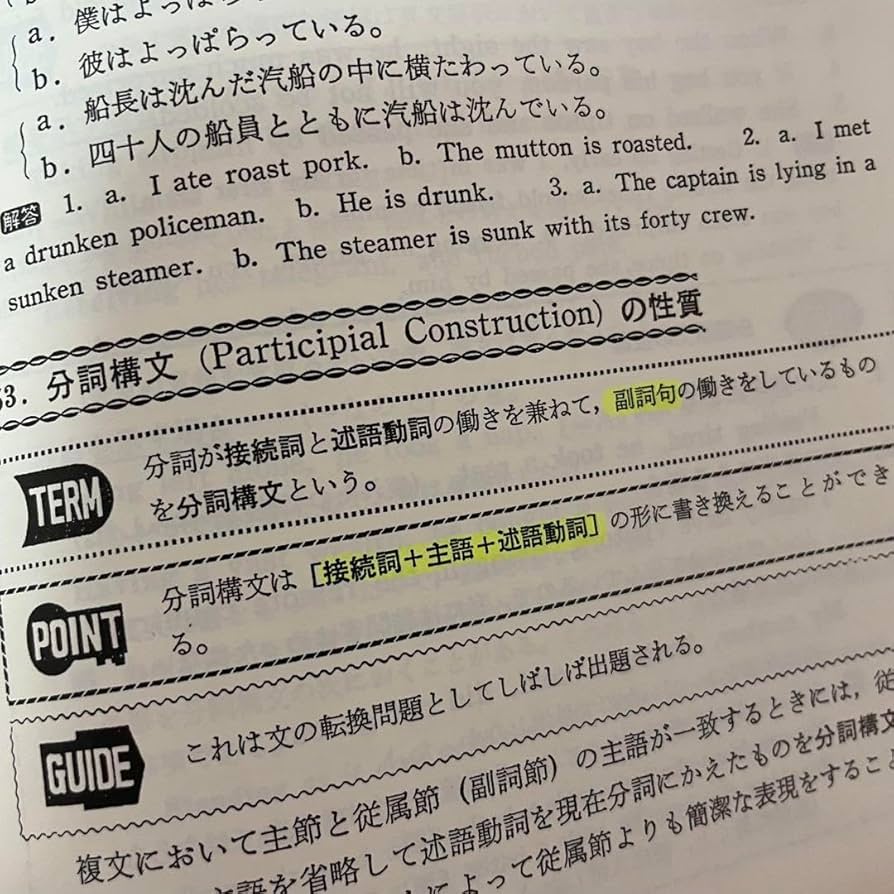 a. 僕はよっぱら
b. 彼はよっぱらっている。
a. 船長は沈んだ汽船の中に横たわっている。
b. 四十人の船員とともに汽船は沈んでいる。
解答 1. a. I ate roast pork. b. The mutton is roasted. 2. a. I met
a drunken policeman. b. He is drunk. 3. a. The captain is lying in a
sunken steamer. b. The steamer is sunk with its forty crew.
53. 分詞構文 (Participial Construction) の性質
TERM 分詞が接続詞と述語動詞の働きを兼ねて，副詞句の働きをしているもの
を分詞構文という。
POINT 分詞構文は［接続詞＋主語＋述語動詞］の形に書き換えることができ
る。
GUIDE これは文の転換問題としてしばしば出題される。
複文において主節と従属節（副詞節）の主語が一致するときには，従
主語を省略して述語動詞を現在分詞にかえたものを分詞構文
によって従属節よりも簡潔な表現をすること